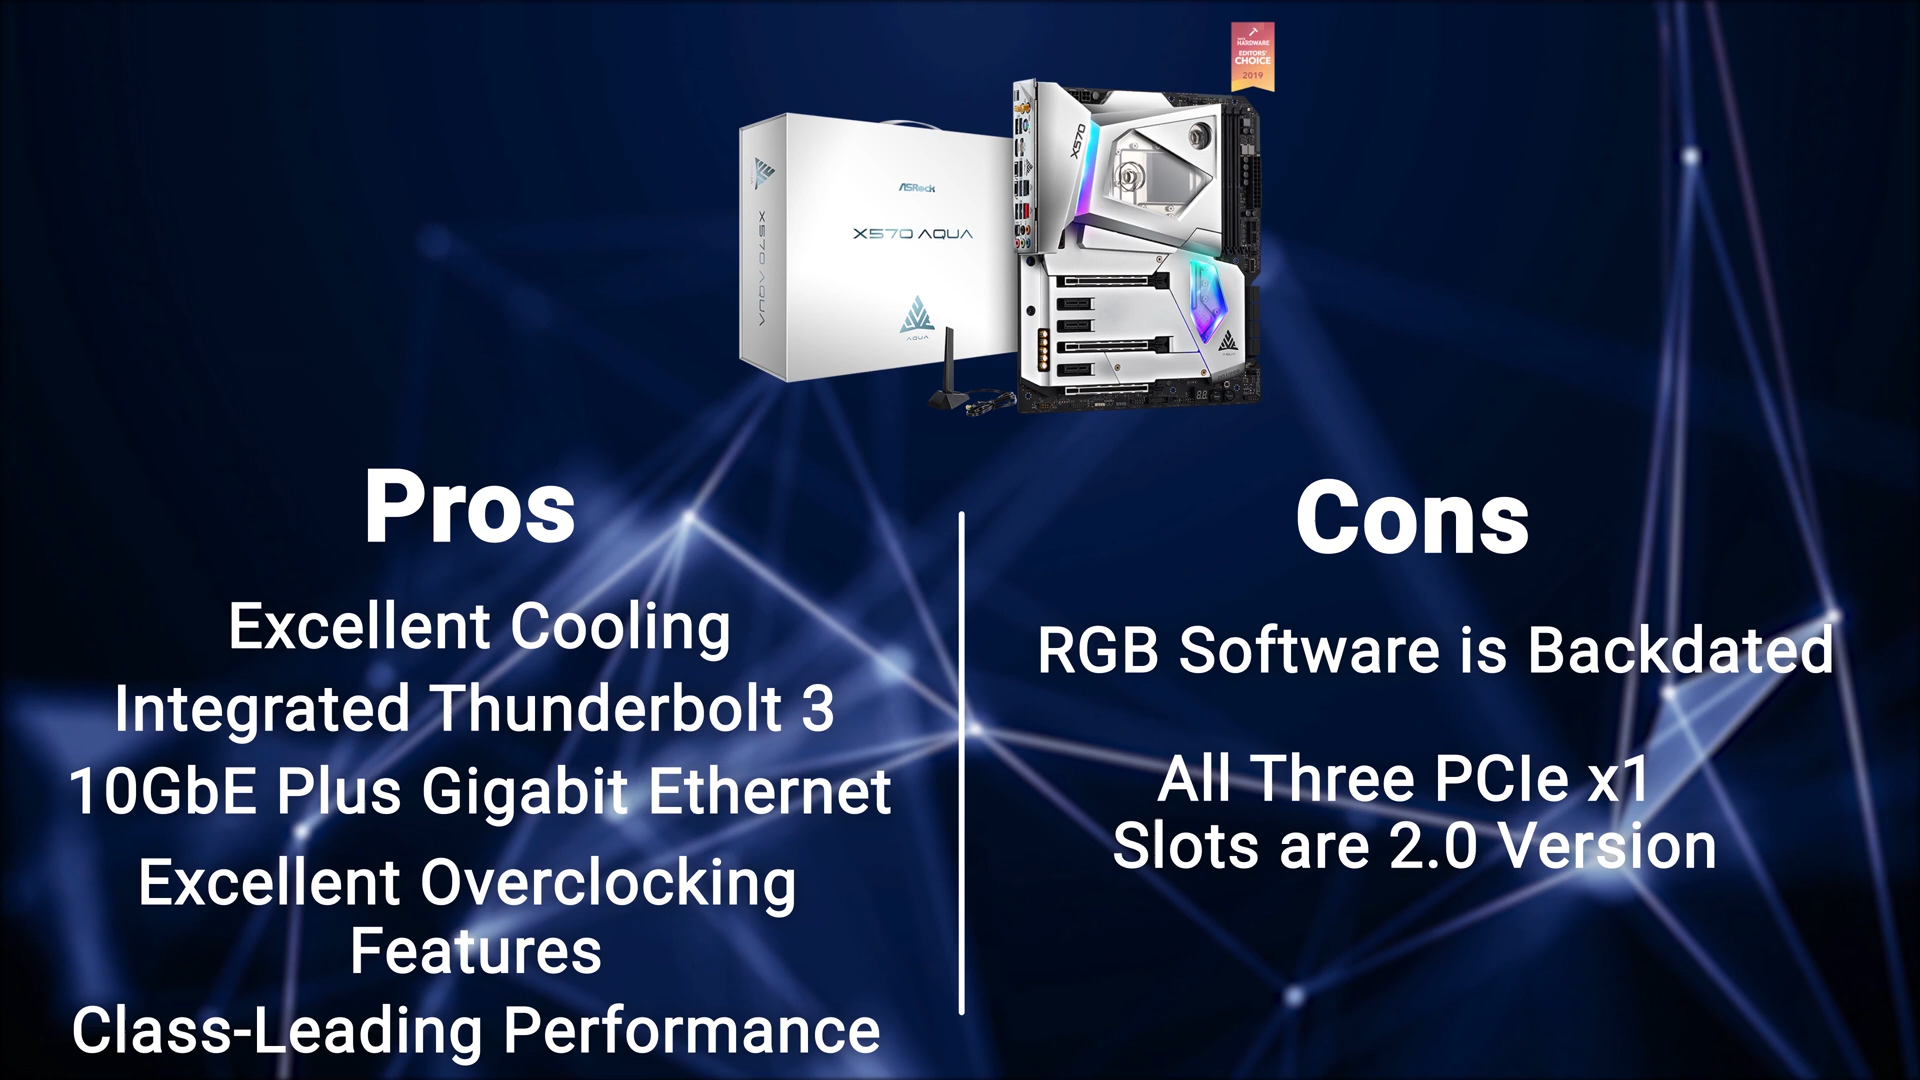 HARDWARE
EDITORS'
CHOICE
2019
ASRock
X570 AQUA
AQUA
X570 AQUA
X570
Pros
Excellent Cooling
Integrated Thunderbolt 3
10GbE Plus Gigabit Ethernet
Excellent Overclocking
Features
Class-Leading Performance
Cons
RGB Software is Backdated
All Three PCIe x1
Slots are 2.0 Version